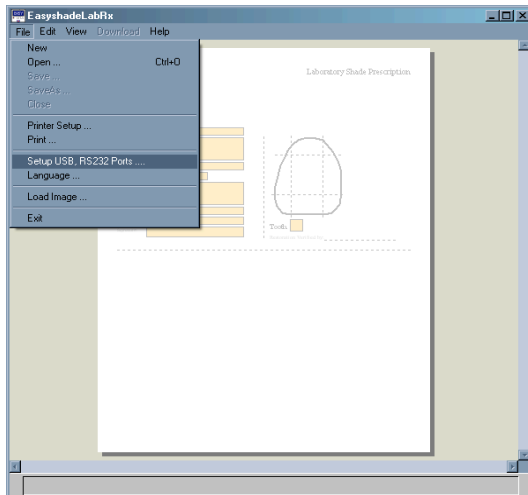 EasyshadeLabRx
File Edit View Download Help
New
Open ... Ctrl+O
Save ...
SaveAs ...
Close
Printer Setup ...
Print ...
Setup USB, RS232 Ports ....
Language ...
Load Image ...
Exit
Laboratory Shade Prescription
Tooth